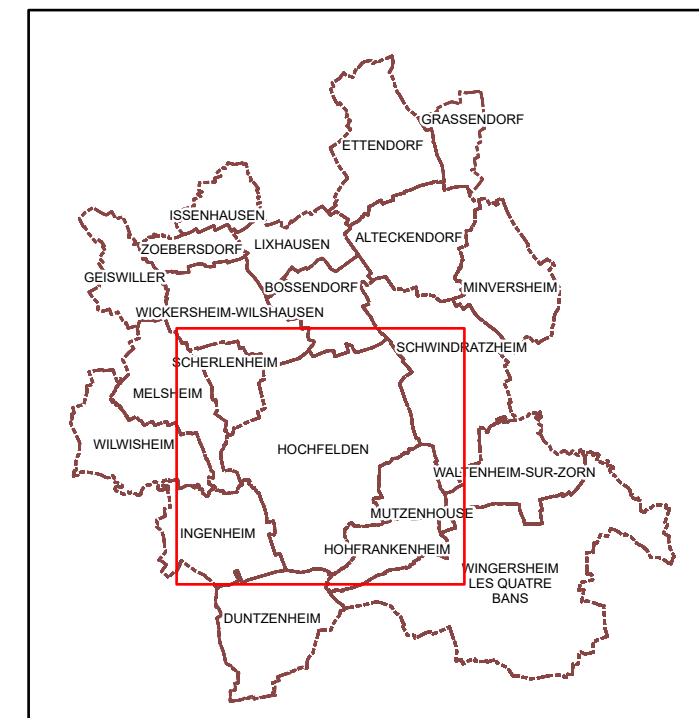 GRASSENDORF
ETTENDORF
ISSENHAUSEN
ALTECKENDORF
LIXHAUSEN
ZOEBERSDORF
GEISWILLER
BOSSENDORF
MINVERSHEIM
WICKERSHEIM-WILSHAUSEN
SCHWINDRATZHEIM
SCHERLENHEIM
MELSHEIM
WILWISHEIM
HOCHFELDEN
WALTENHEIM-SUR-ZORN
MUTZENHOUSE
INGENHEIM
HOHFRANKENHEIM
WINGERSHEIM
LES QUATRE
BANS
DUNTZENHEIM